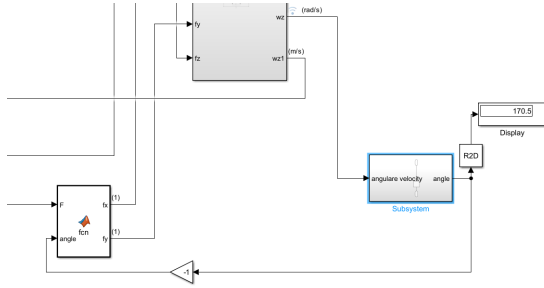 wz
(rad/s)
fy
fz
wz1
(m/s)
170.5
Display
R2D
angulare velocity
angle
Subsystem
F
fx
(1)
fcn
angle
fy
(1)
-1